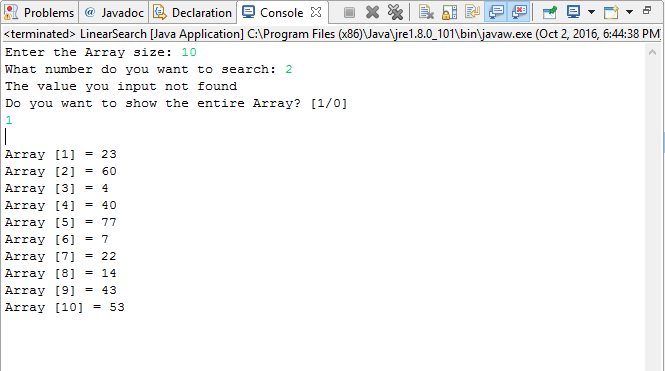 Problems @ Javadoc Declaration Console
<terminated> LinearSearch [Java Application] C:\Program Files (x86)\Java\jre1.8.0_101\bin\javaw.exe (Oct 2, 2016, 6:44:38 PM)
Enter the Array size: 10
What number do you want to search: 2
The value you input not found
Do you want to show the entire Array? [1/0]
1
Array [1] = 23
Array [2] = 60
Array [3] = 4
Array [4] = 40
Array [5] = 77
Array [6] = 7
Array [7] = 22
Array [8] = 14
Array [9] = 43
Array [10] = 53